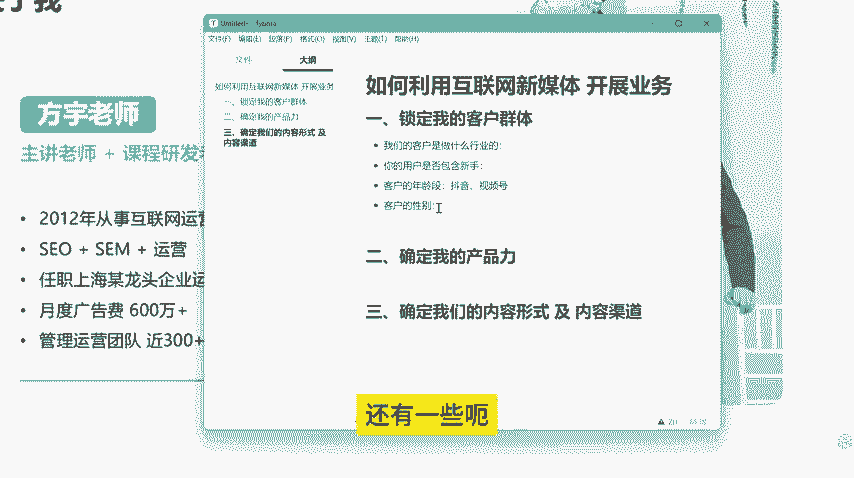 了我
方宇老师
主讲老师 + 课程研发
2012年从事互联网运营
SEO + SEM + 运营
任职上海某龙头企业运
月度广告费 600万+
管理运营团队 近300+
Untitled
文件(F) 编辑(E) 段落(P) 格式(O) 视图(V) 主题(T) 帮助(H)
文件 大纲
如何利用互联网新媒体 开展业务
一、锁定我的客户群体
二、确定我的产品力
三、确定我们的内容形式 及
内容渠道
如何利用互联网新媒体 开展业务
一、锁定我的客户群体
我们的客户是做什么行业的:
你的用户是否包含新手:
客户的年龄段: 抖音、视频号
客户的性别:
二、确定我的产品力
三、确定我们的内容形式 及 内容渠道
还有一些呃